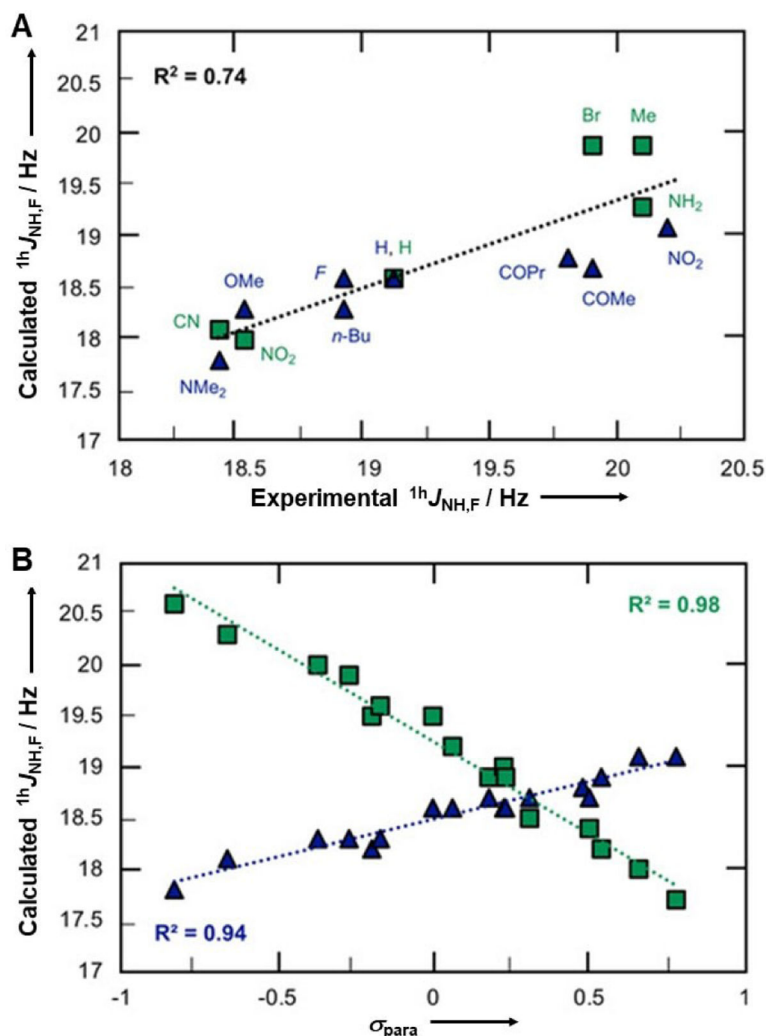 A
R² = 0.74
Calculated ¹ʰJNH,F / Hz
21
20.5
20
19.5
19
18.5
18
17.5
17
Br
Me
NH₂
NO₂
COPr
COMe
H, H
F
n-Bu
OMe
CN
NO₂
NMe₂
18
18.5
19
19.5
20
20.5
Experimental ¹ʰJNH,F / Hz
B
R² = 0.98
Calculated ¹ʰJNH,F / Hz
21
20.5
20
19.5
19
18.5
18
17.5
17
R² = 0.94
-1
-0.5
0
0.5
1
σpara